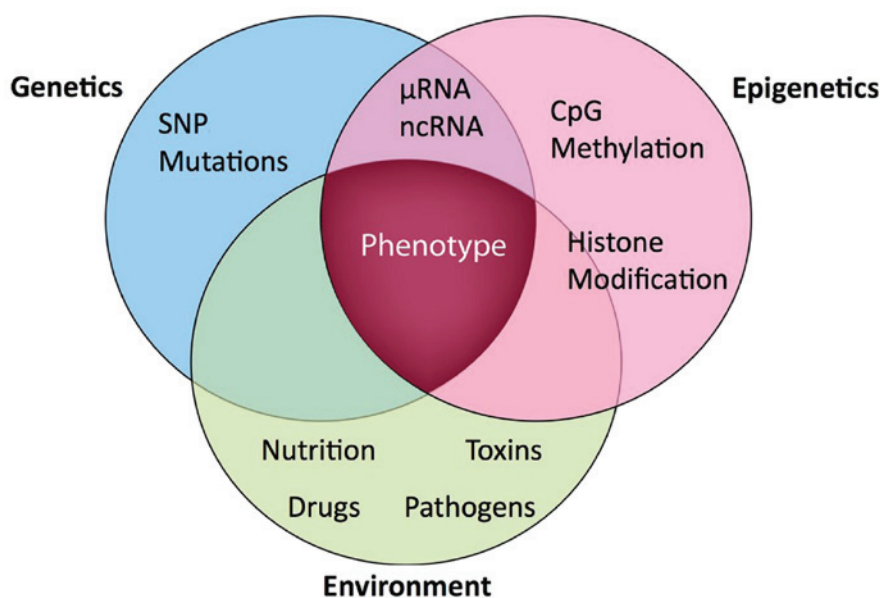 Genetics
Epigenetics
SNP
Mutations
µRNA
ncRNA
CpG
Methylation
Phenotype
Histone
Modification
Nutrition
Toxins
Drugs
Pathogens
Environment